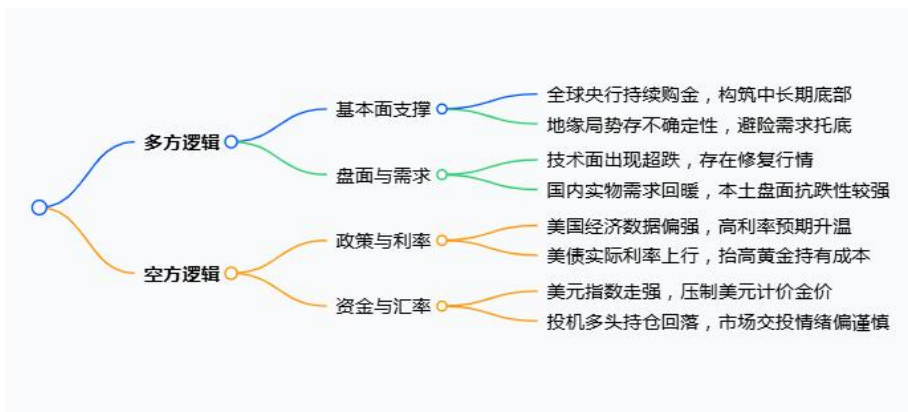 多方逻辑
基本面支撑
全球央行持续购金，构筑中长期底部
地缘局势存不确定性，避险需求托底
盘面与需求
技术面出现超跌，存在修复行情
国内实物需求回暖，本土盘面抗跌性较强
空方逻辑
政策与利率
美国经济数据偏强，高利率预期升温
美债实际利率上行，抬高黄金持有成本
资金与汇率
美元指数走强，压制美元计价金价
投机多头持仓回落，市场交投情绪偏谨慎